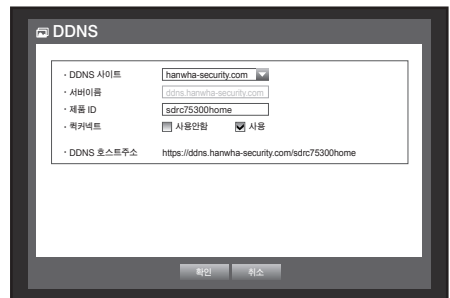 DDNS
· DDNS 사이트 hanwha-security.com
· 서버이름 ddns.hanwha-security.com
· 제품 ID sdrc75300home
· 퀵커넥트 사용안함 사용
· DDNS 호스트주소 https://ddns.hanwha-security.com/sdrc75300home
확인 취소